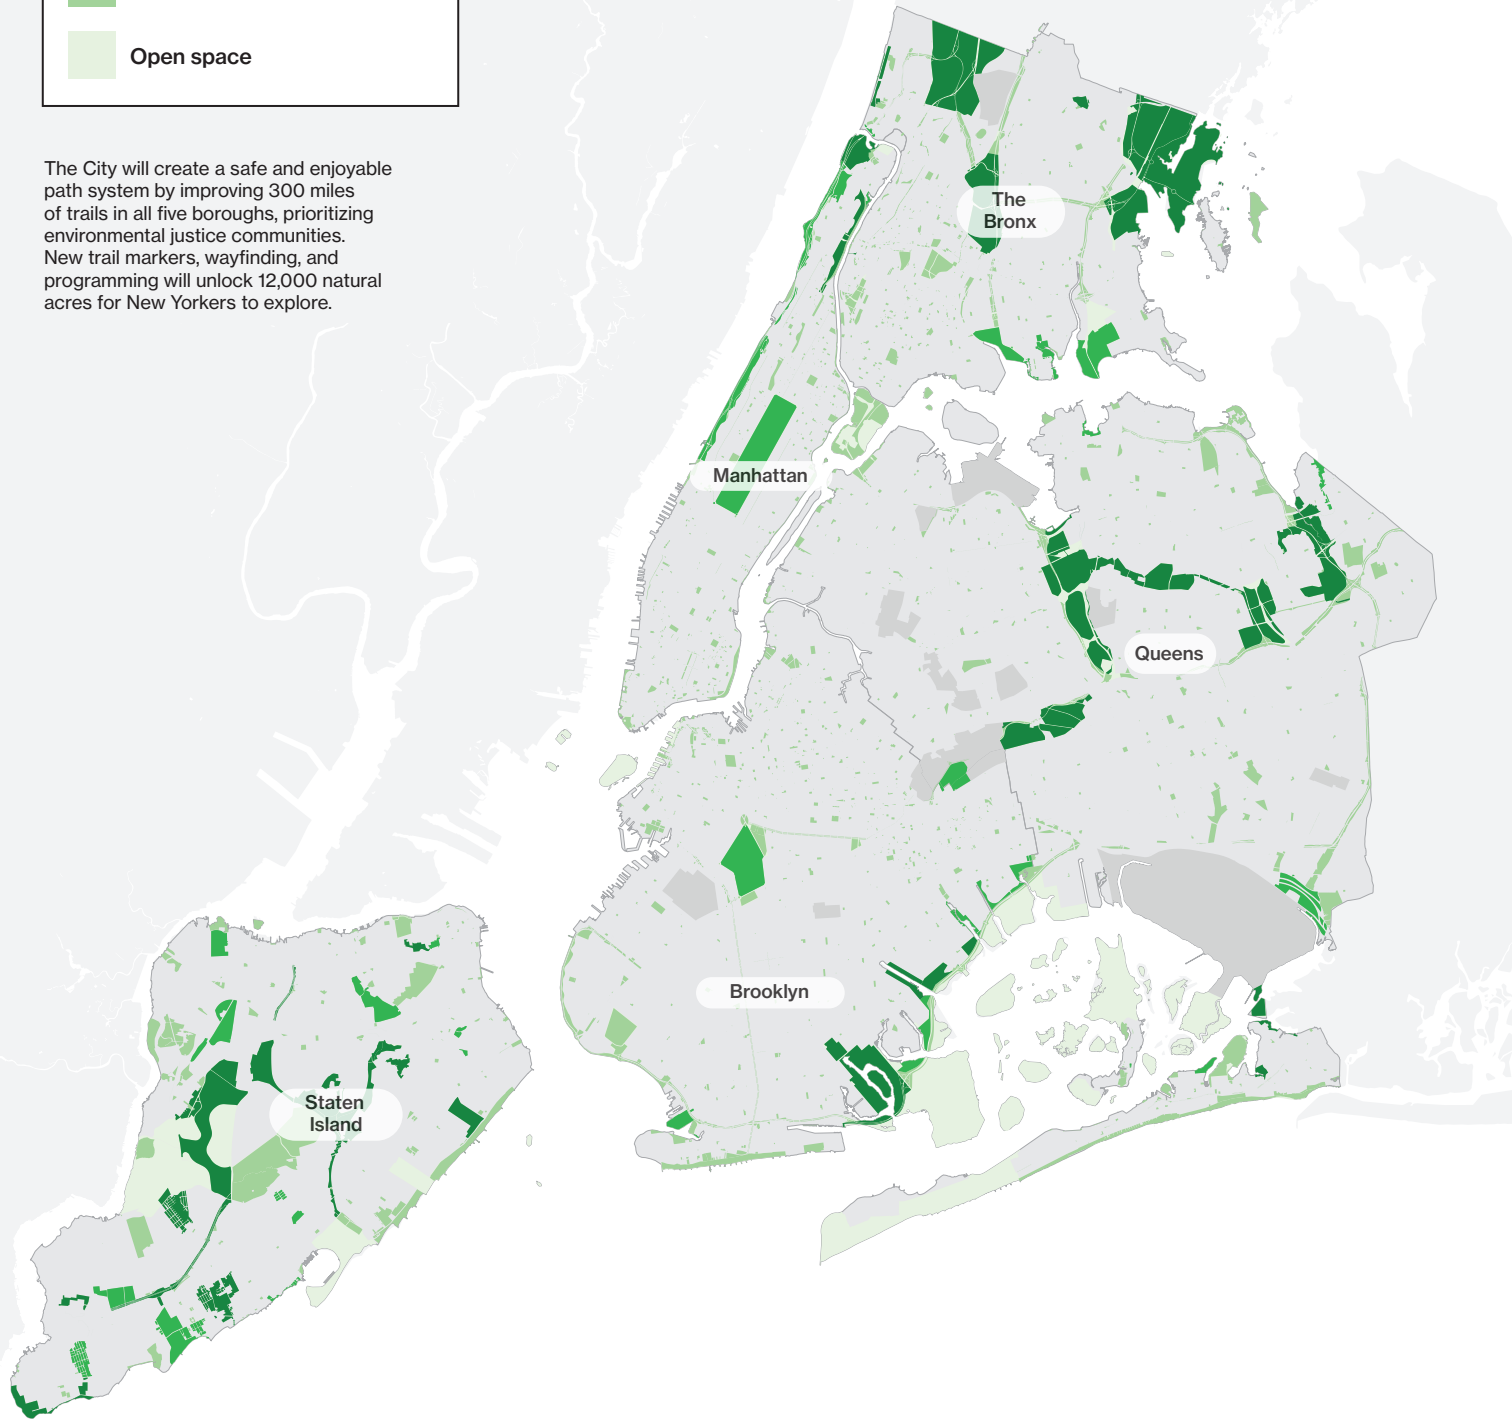 Open space
The City will create a safe and enjoyable
path system by improving 300 miles
of trails in all five boroughs, prioritizing
environmental justice communities.
New trail markers, wayfinding, and
programming will unlock 12,000 natural
acres for New Yorkers to explore.
The
Bronx
Manhattan
Queens
Brooklyn
Staten
Island